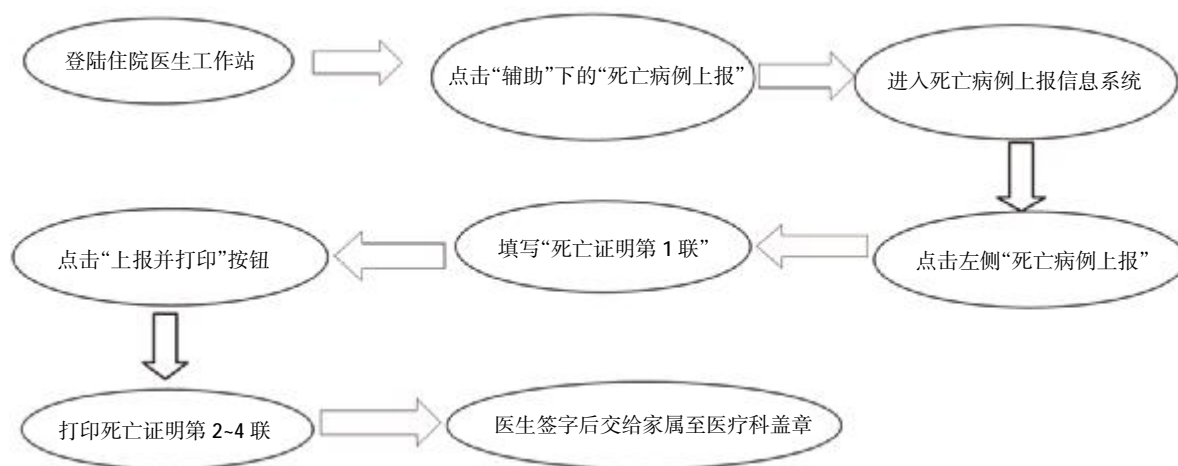 登陆住院医生工作站
点击“辅助”下的“死亡病例上报”
进入死亡病例上报信息系统
点击左侧“死亡病例上报”
填写“死亡证明第 1 联”
点击“上报并打印”按钮
打印死亡证明第 2~4 联
医生签字后交给家属至医疗科盖章